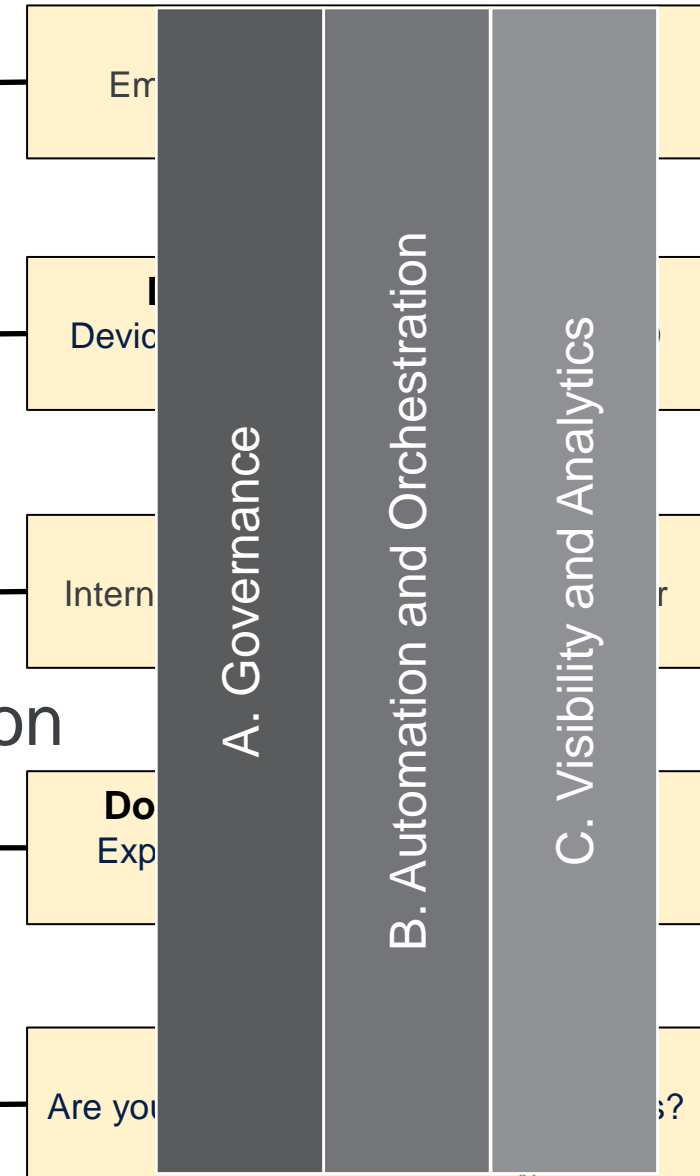 Em
Devic
)
Intern
r
on
Do
Exp
Are you
s?
A. Governance
B. Automation and Orchestration
C. Visibility and Analytics